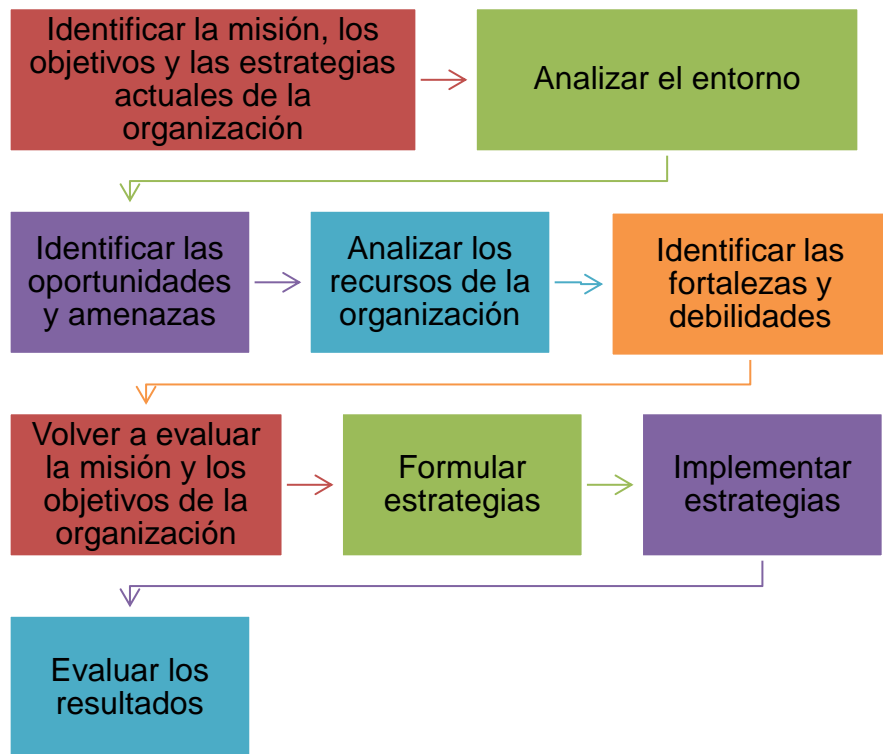 Identificar la misión, los
objetivos y las estrategias
actuales de la
organización
Analizar el entorno
Identificar las
oportunidades
y amenazas
Analizar los
recursos de la
organización
Identificar las
fortalezas y
debilidades
Volver a evaluar
la misión y los
objetivos de la
organización
Formular
estrategias
Implementar
estrategias
Evaluar los
resultados